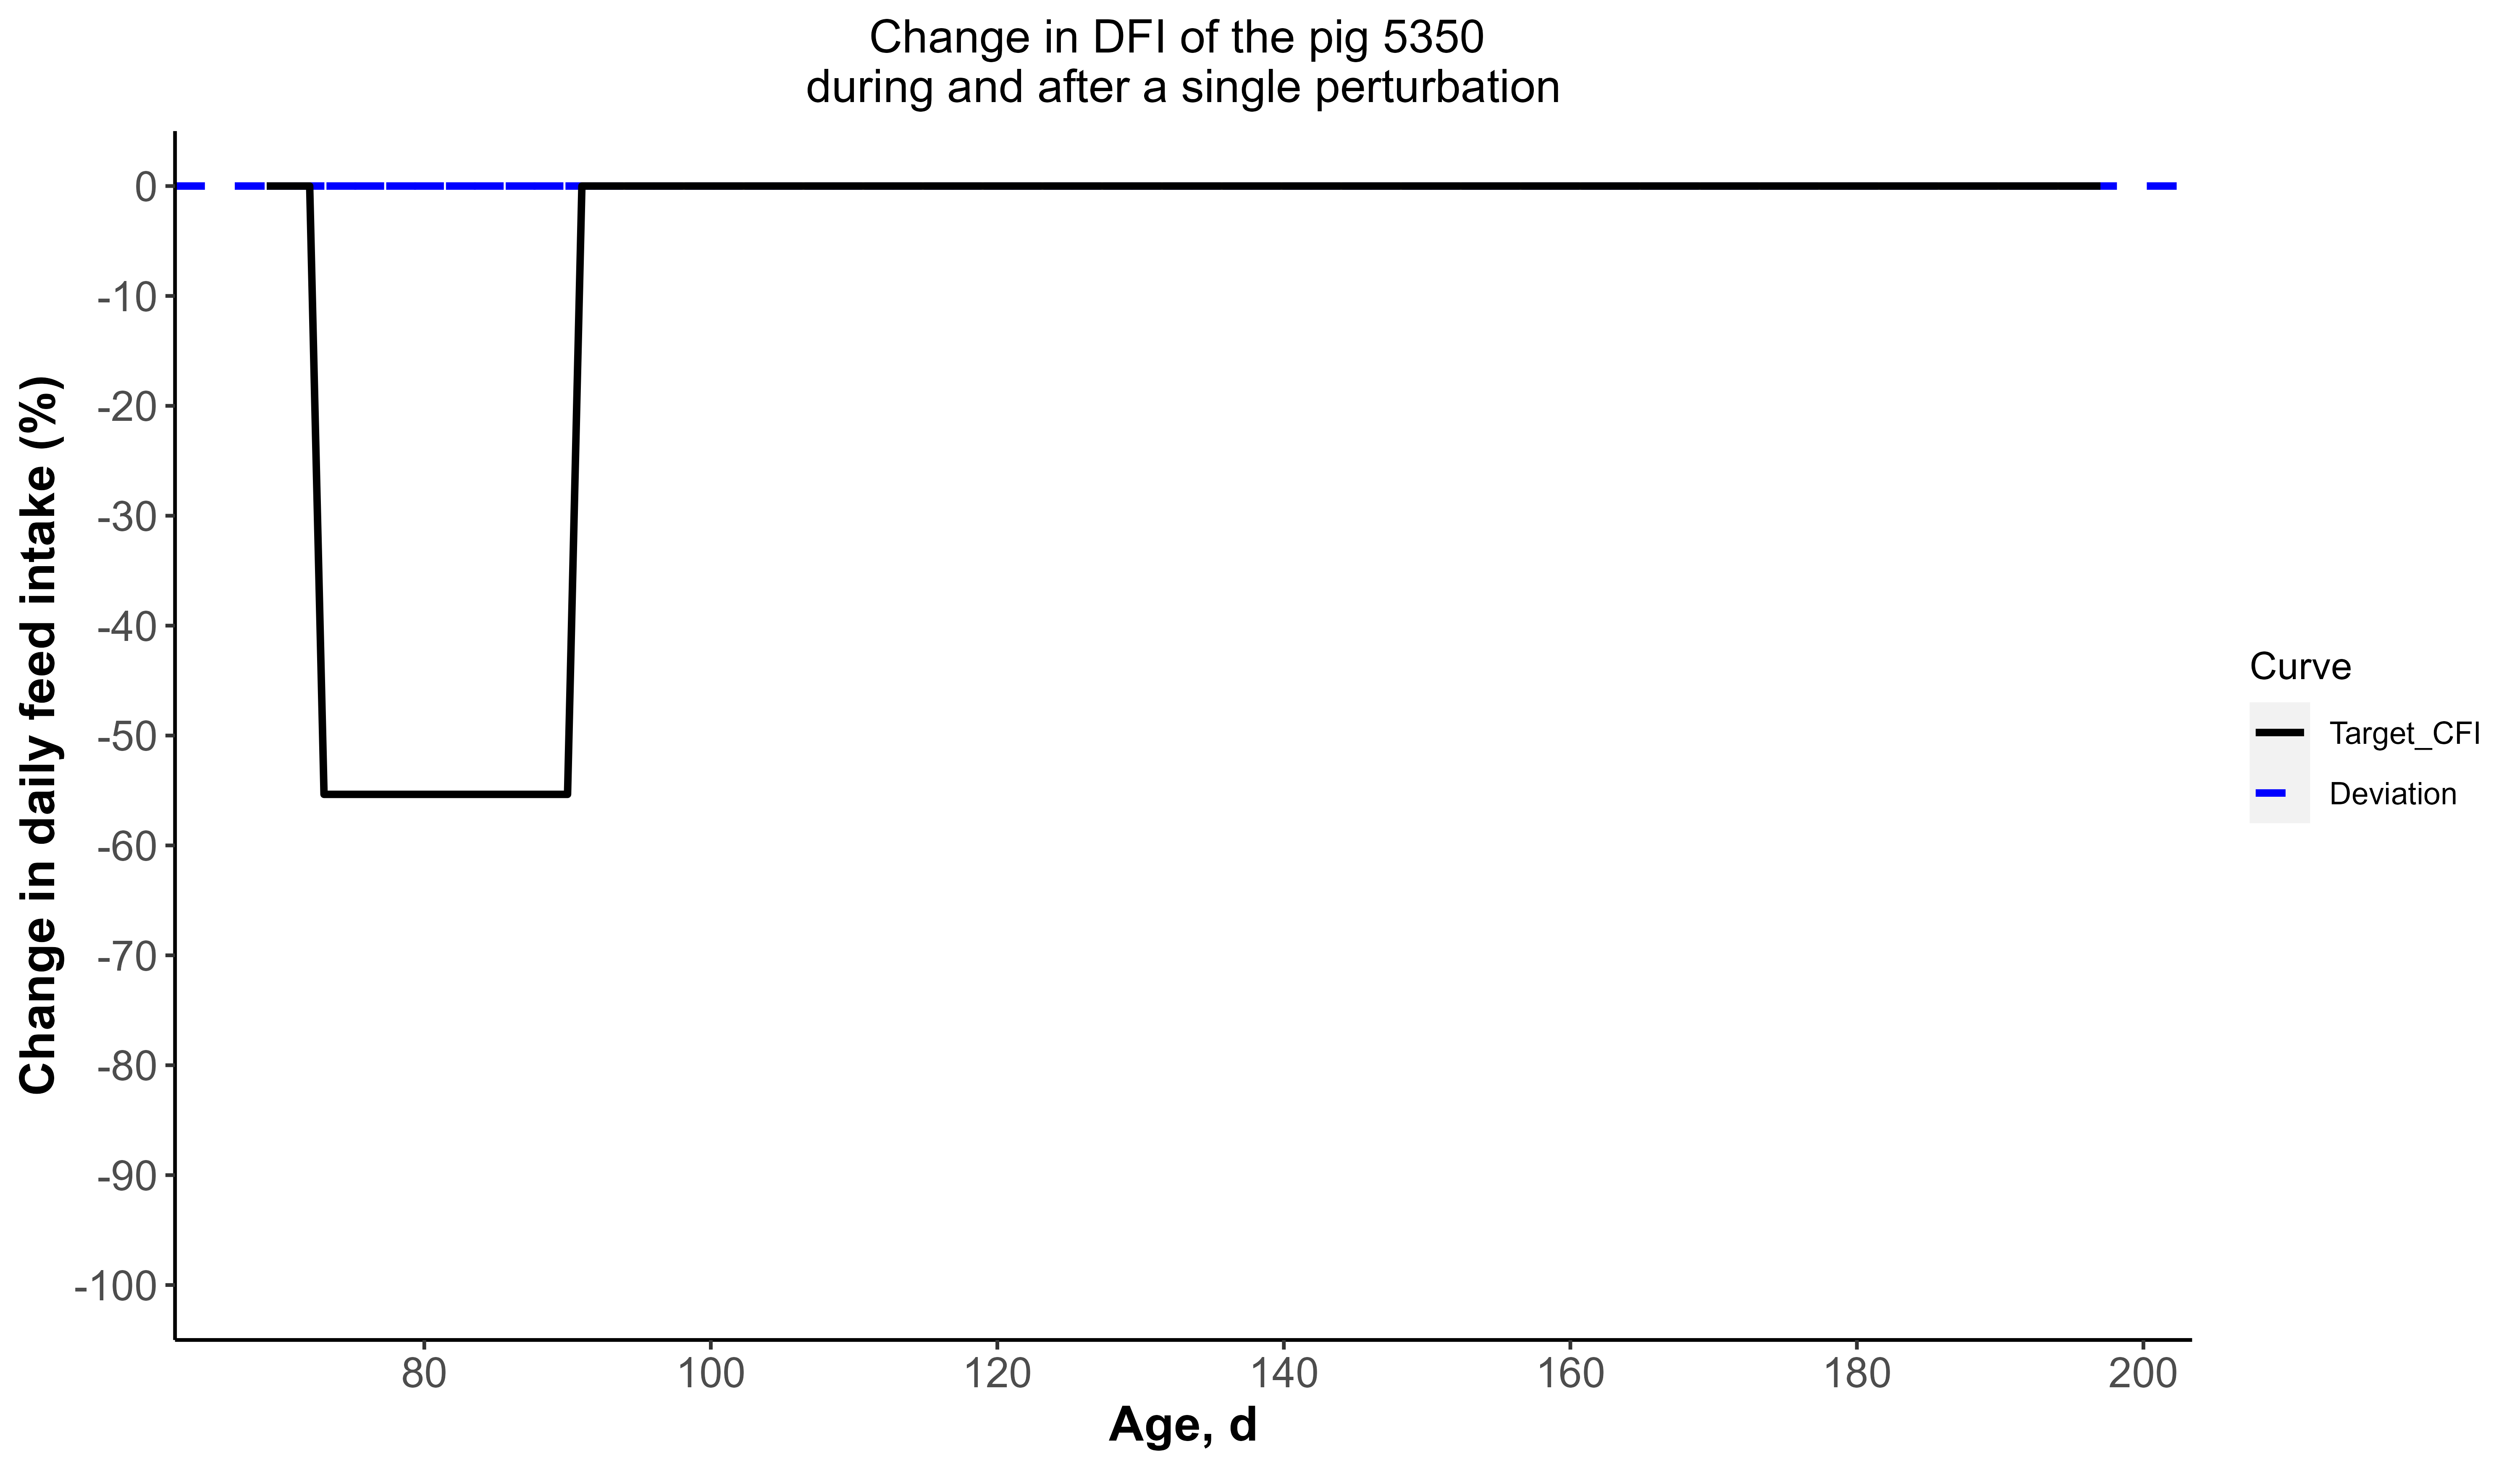 Change in DFI of the pig 5350
during and after a single perturbation
Change in daily feed intake (%)
0
-10
-20
-30
-40
-50
-60
-70
-80
-90
-100
80
100
120
140
160
180
200
Age, d
Curve
Target_CFI
Deviation